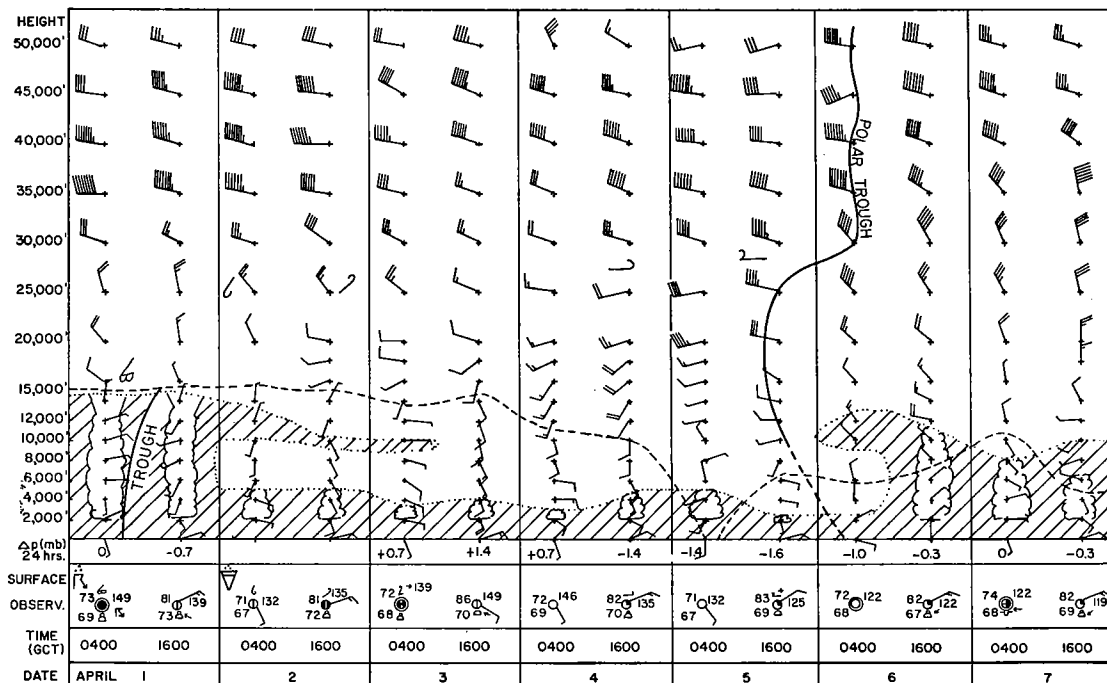 HEIGHT
50,000'
45,000'
40,000'
35,000'
30,000'
25,000'
20,000'
15,000'
12,000'
10,000'
8,000'
6,000'
4,000'
2,000'
TROUGH
POLAR TROUGH
Δp(mb) 24 hrs. 0 -0.7 +0.7 +1.4 +0.7 -1.4 -1.9 -1.6 -1.0 -0.3 0 -0.3
SURFACE OBSERV.
73 149 69
81 139 73
71 132 67
81 135 72
72 139 68
86 149 70
72 146 69
82 135 70
71 132 67
83 125 69
72 122 68
82 122 67
74 122 68
82 119 69
TIME (GCT) 0400 1600 0400 1600 0400 1600 0400 1600 0400 1600 0400 1600 0400 1600
DATE APRIL 1 2 3 4 5 6 7